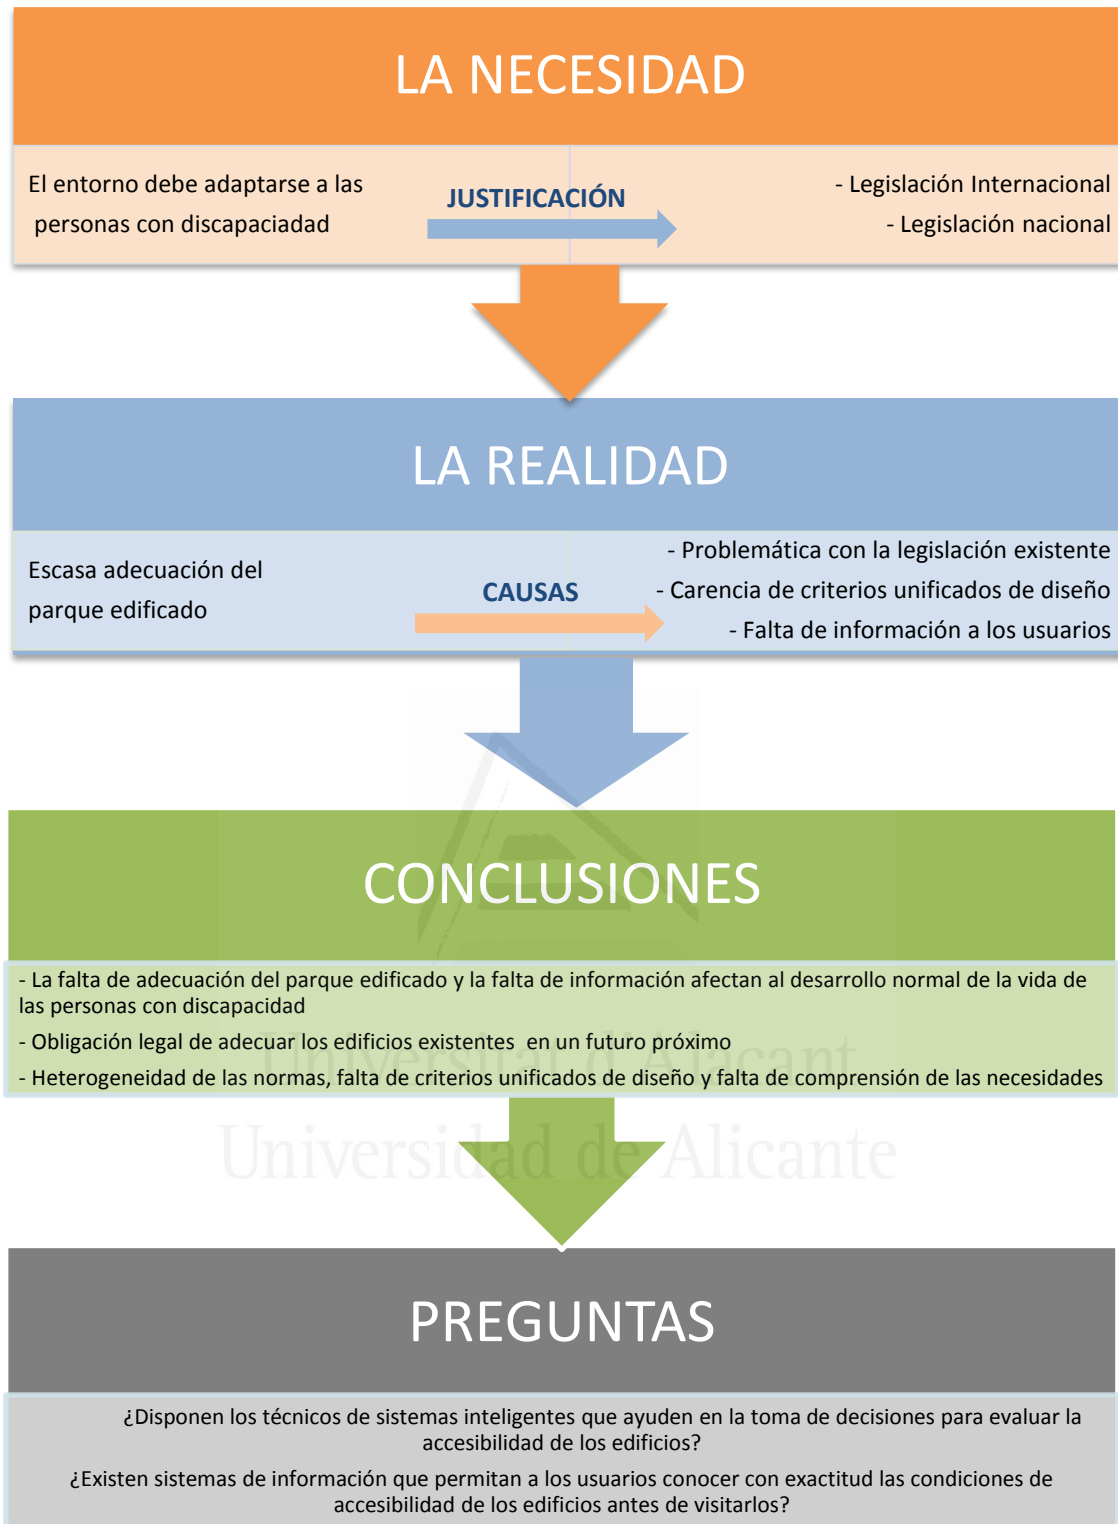 LA NECESIDAD
El entorno debe adaptarse a las
personas con discapaciadad
JUSTIFICACIÓN
- Legislación Internacional
- Legislación nacional
LA REALIDAD
Escasa adecuación del
parque edificado
CAUSAS
- Problemática con la legislación existente
- Carencia de criterios unificados de diseño
- Falta de información a los usuarios
CONCLUSIONES
- La falta de adecuación del parque edificado y la falta de información afectan al desarrollo normal de la vida de
las personas con discapacidad
- Obligación legal de adecuar los edificios existentes en un futuro próximo
- Heterogeneidad de las normas, falta de criterios unificados de diseño y falta de comprensión de las necesidades
Universitat d'Alacant
Universidad de Alicante
PREGUNTAS
¿Disponen los técnicos de sistemas inteligentes que ayuden en la toma de decisiones para evaluar la
accesibilidad de los edificios?
¿Existen sistemas de información que permitan a los usuarios conocer con exactitud las condiciones de
accesibilidad de los edificios antes de visitarlos?